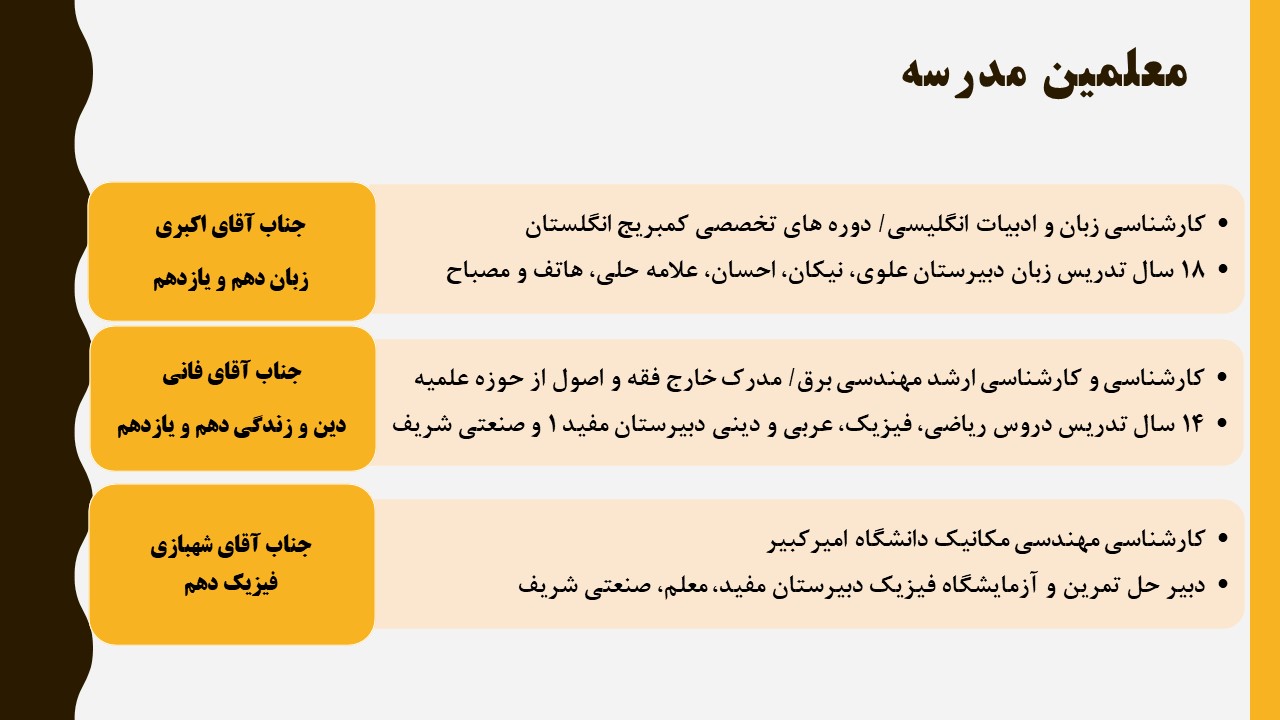 معلمین مدرسه
• کارشناسی زبان و ادبیات انگلیسی/ دوره های تخصصی کمبریج انگلستان
• ۱۸ سال تدریس زبان دبیرستان علوی، نیکان، احسان، علامه حلی، هاتف و مصباح
جناب آقای اکبری
زبان دهم و یازدهم
• کارشناسی و کارشناسی ارشد مهندسی برق/ مدرک خارج فقه و اصول از حوزه علمیه
• ۱۴ سال تدریس دروس ریاضی، فیزیک، عربی و دینی دبیرستان مفید۱ و صنعتی شریف
جناب آقای فانی
دین و زندگی دهم و یازدهم
• کارشناسی مهندسی مکانیک دانشگاه امیرکبیر
• دبیر حل تمرین و آزمایشگاه فیزیک دبیرستان مفید، معلم، صنعتی شریف
جناب آقای شهبازی
فیزیک دهم